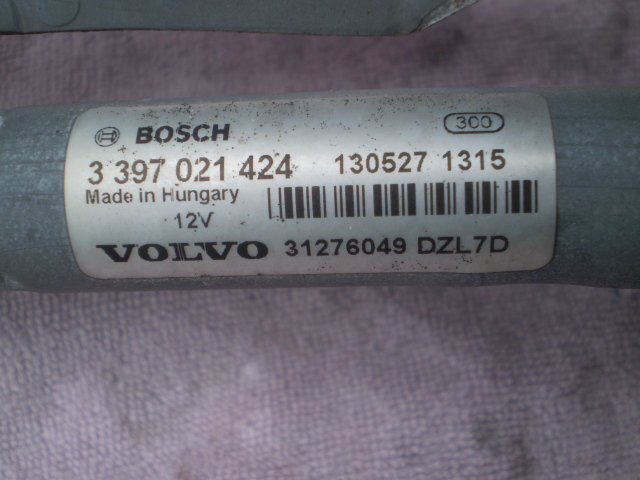 BOSCH 300
3 397 021 424 130527 1315
Made in Hungary
12V
VOLVO 31276049 DZL7D